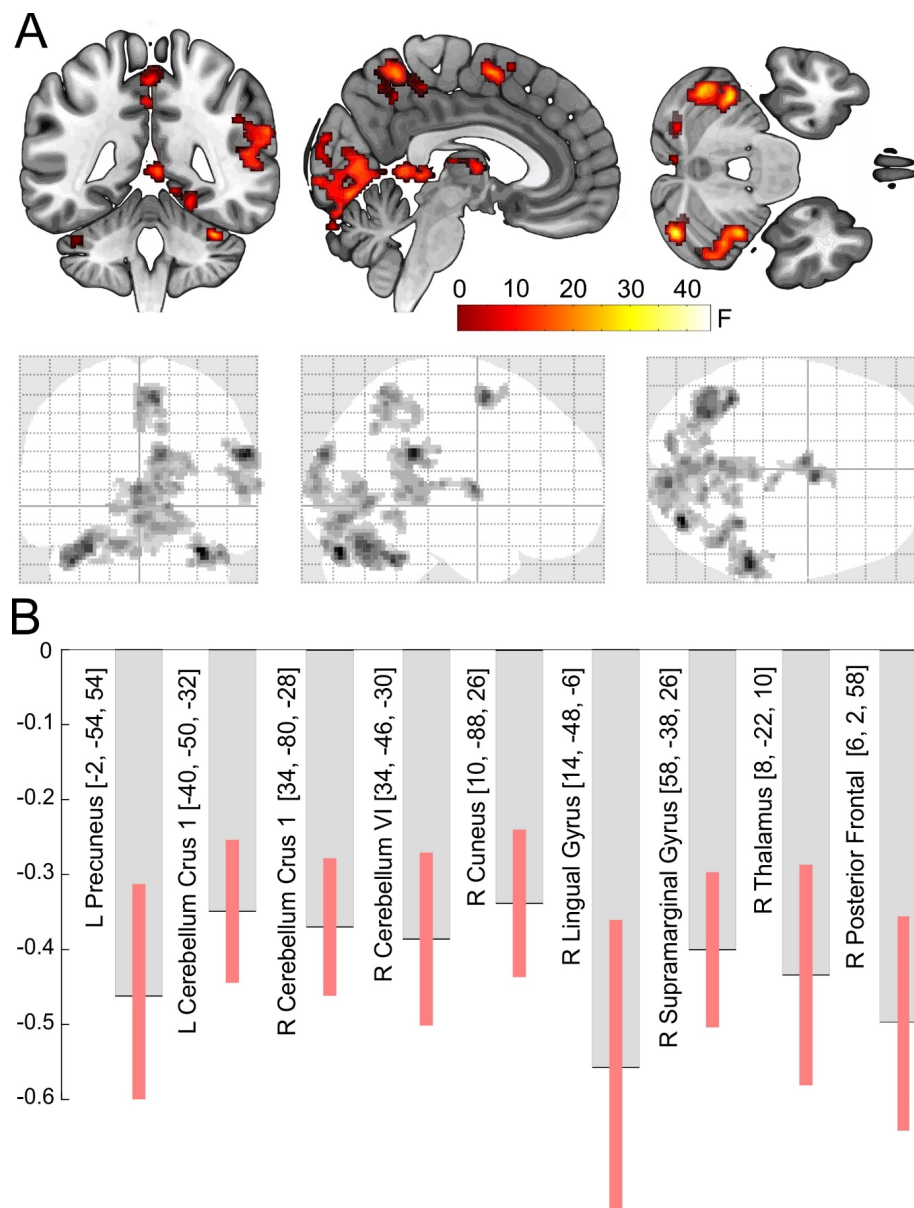 A
0 10 20 30 40
F
B
0
-0.1
-0.2
-0.3
-0.4
-0.5
-0.6
L Precuneus [-2, -54, 54]
L Cerebellum Crus 1 [-40, -50, -32]
R Cerebellum Crus 1 [34, -80, -28]
R Cerebellum VI [34, -46, -30]
R Cuneus [10, -88, 26]
R Lingual Gyrus [14, -48, -6]
R Supramarginal Gyrus [58, -38, 26]
R Thalamus [8, -22, 10]
R Posterior Frontal [6, 2, 58]